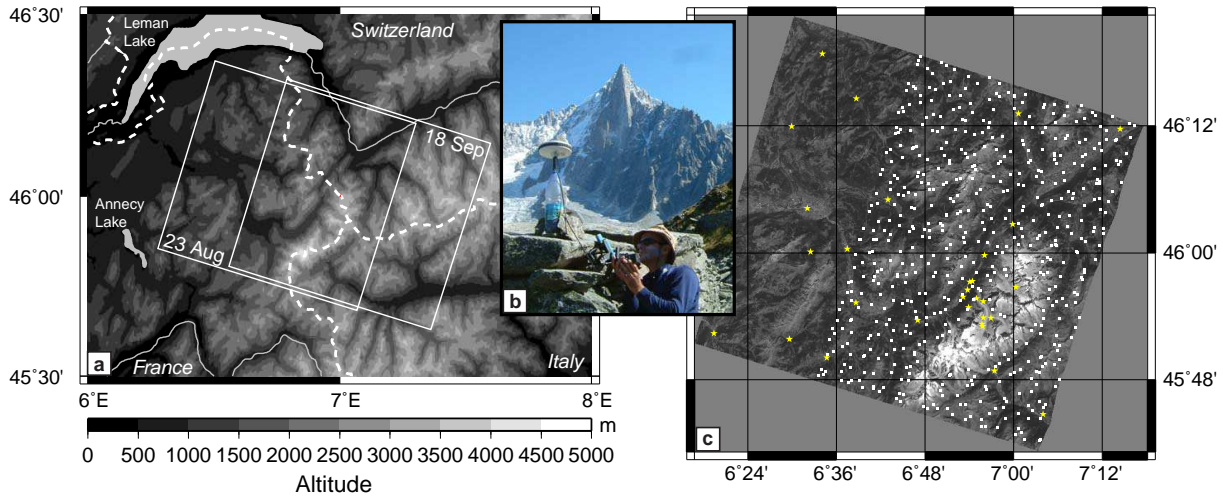 46°30'
46°00'
45°30'
Leman
Lake
Switzerland
18 Sep
Annecy
Lake
23 Aug
a
France
Italy
6°E
7°E
8°E
m
0 500 1000 1500 2000 2500 3000 3500 4000 4500 5000
Altitude
b
46°12'
46°00'
45°48'
c
6°24' 6°36' 6°48' 7°00' 7°12'